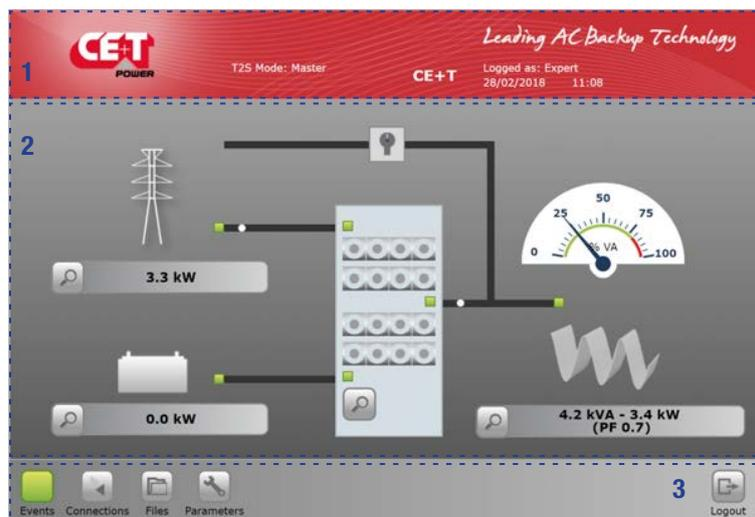 1
CE+T
POWER
T2S Mode: Master
CE+T
Leading AC Backup Technology
Logged as: Expert
28/02/2018 11:08
2
0
25
50
75
100
% VA
3.3 kW
0.0 kW
4.2 kVA - 3.4 kW
(PF 0.7)
Events Connections Files Parameters
3
Logout